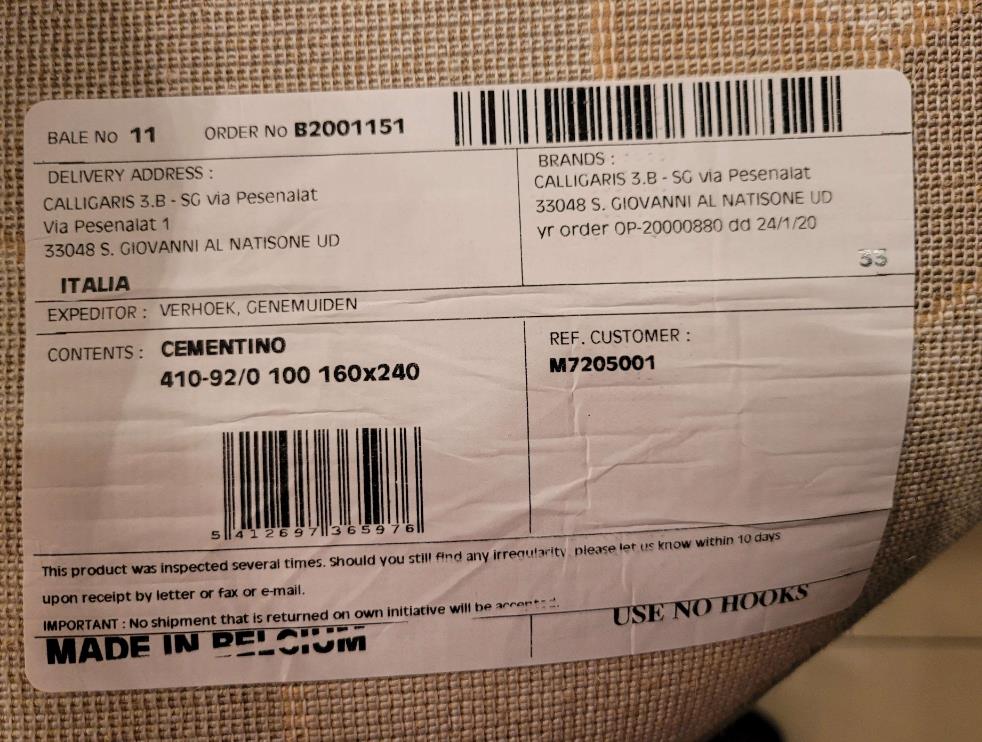 BALE No 11 ORDER No B2001151
DELIVERY ADDRESS :
CALLIGARIS 3.B - SG via Pesenalat
Via Pesenalat 1
33048 S. GIOVANNI AL NATISONE UD
ITALIA
BRANDS :
CALLIGARIS 3.B - SG via Pesenalat
33048 S. GIOVANNI AL NATISONE UD
yr order OP-20000880 dd 24/1/20
33
EXPEDITOR : VERHOEK, GENEMUIDEN
CONTENTS : CEMENTINO
410-92/0 100 160x240
REF. CUSTOMER :
M7205001
5 412697 365976
This product was inspected several times. Should you still find any irregularity, please let us know within 10 days
upon receipt by letter or fax or e-mail.
IMPORTANT : No shipment that is returned on own initiative will be accepted.
USE NO HOOKS
MADE IN BELGIUM